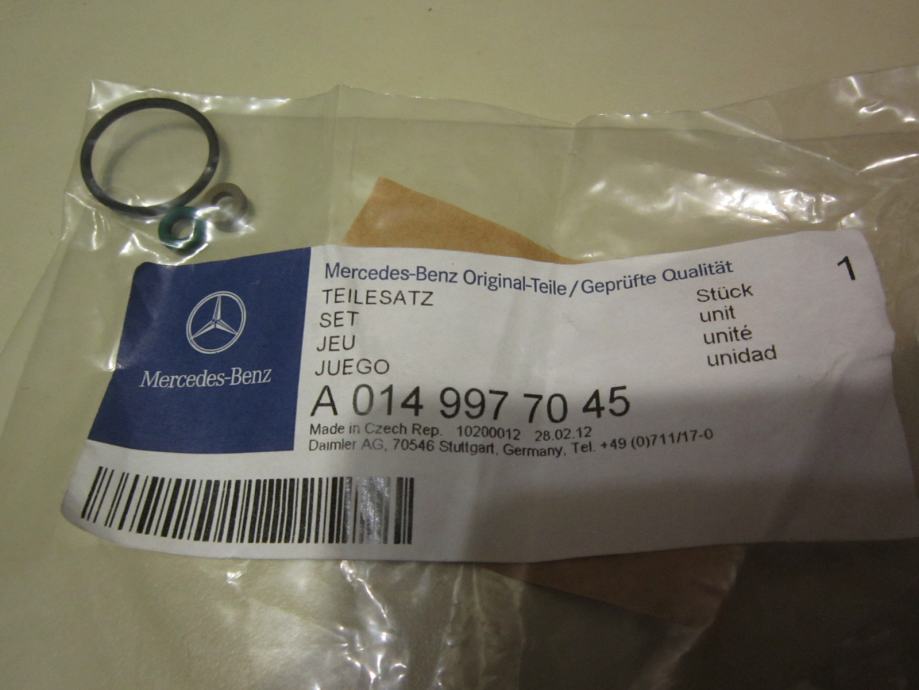 Mercedes-Benz Original-Teile/Geprüfte Qualität
1
TEILESATZ Stück
SET unit
JEU unité
JUEGO unidad
Mercedes-Benz
A 014 997 70 45
Made in Czech Rep. 10200012 28.02.12
Daimler AG, 70546 Stuttgart, Germany, Tel. +49 (0)711/17-0